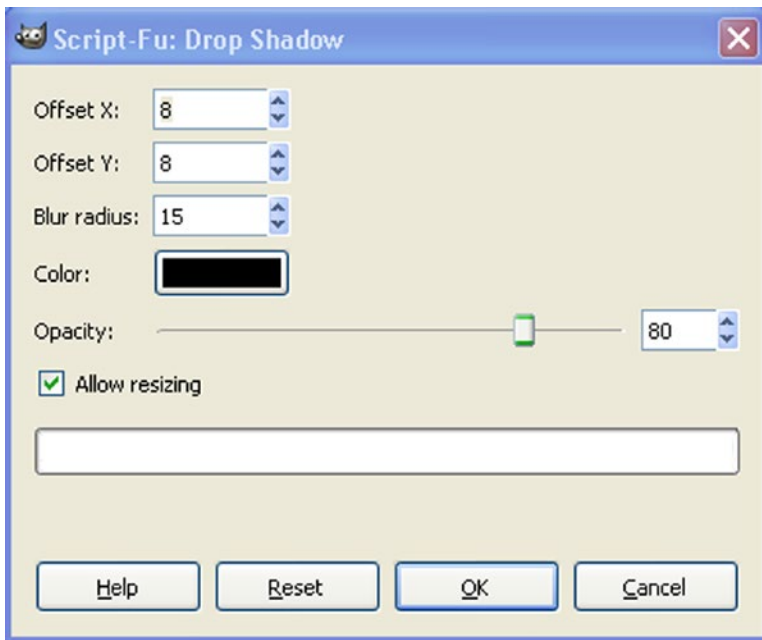 Script-Fu: Drop Shadow
Offset X: 8
Offset Y: 8
Blur radius: 15
Color:
Opacity: 80
Allow resizing
Help Reset OK Cancel